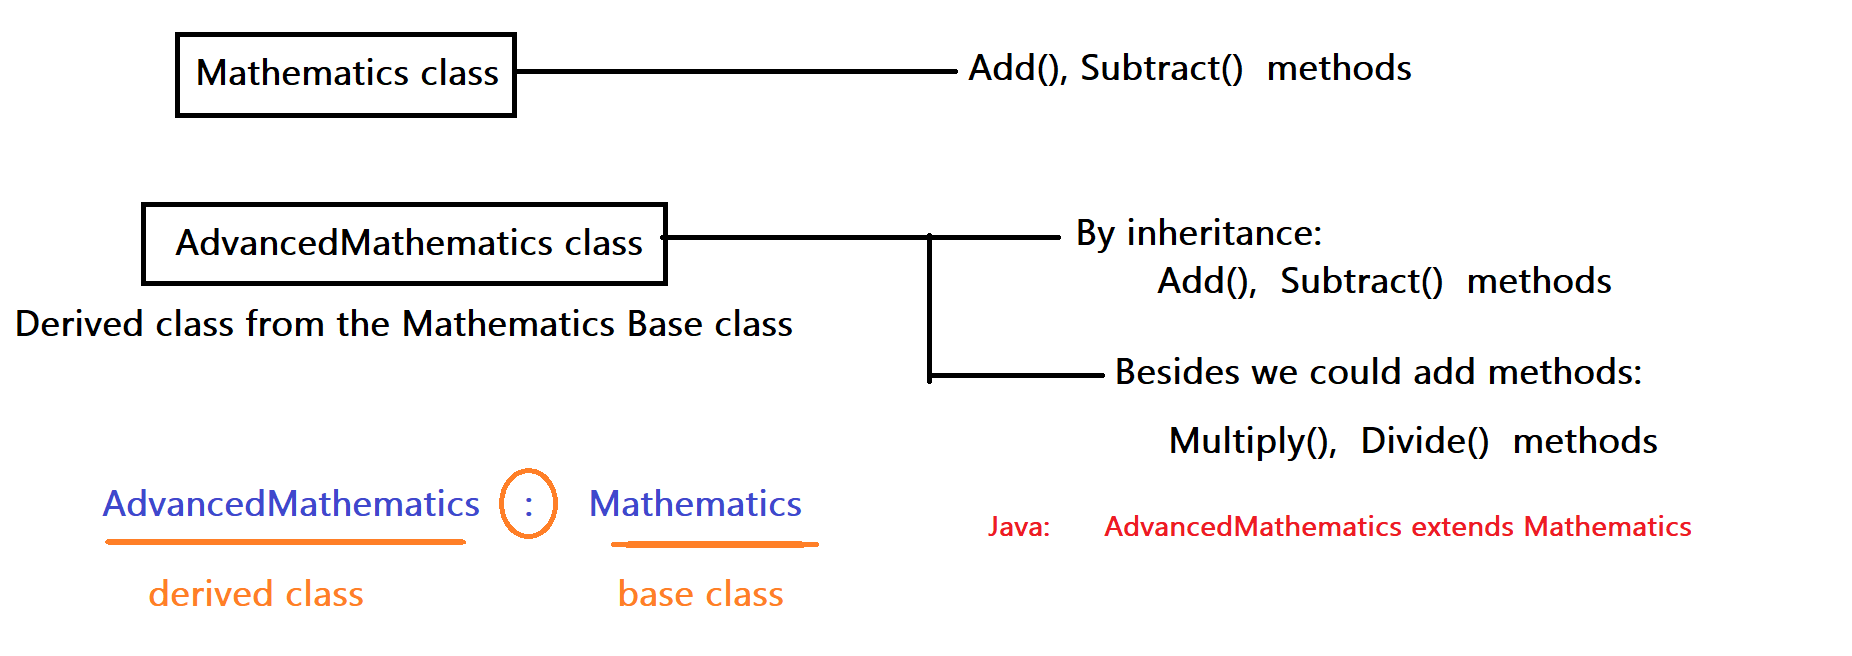 Mathematics class
Add(), Subtract() methods
AdvancedMathematics class
By inheritance:
Add(), Subtract() methods
Derived class from the Mathematics Base class
Besides we could add methods:
Multiply(), Divide() methods
AdvancedMathematics : Mathematics
Java: AdvancedMathematics extends Mathematics
derived class
base class